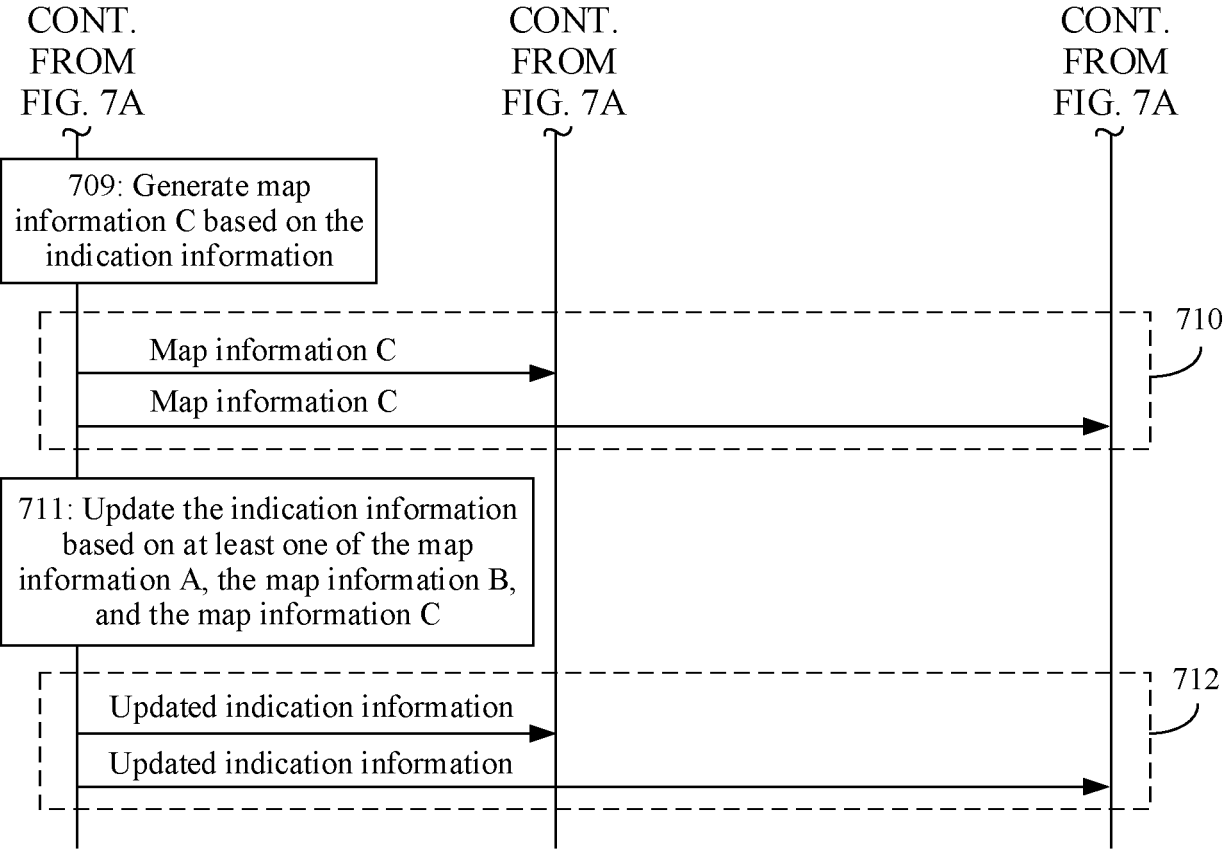 CONT.
FROM
FIG. 7A
CONT.
FROM
FIG. 7A
CONT.
FROM
FIG. 7A
709: Generate map
information C based on the
indication information
710
Map information C
Map information C
711: Update the indication information
based on at least one of the map
information A, the map information B,
and the map information C
712
Updated indication information
Updated indication information